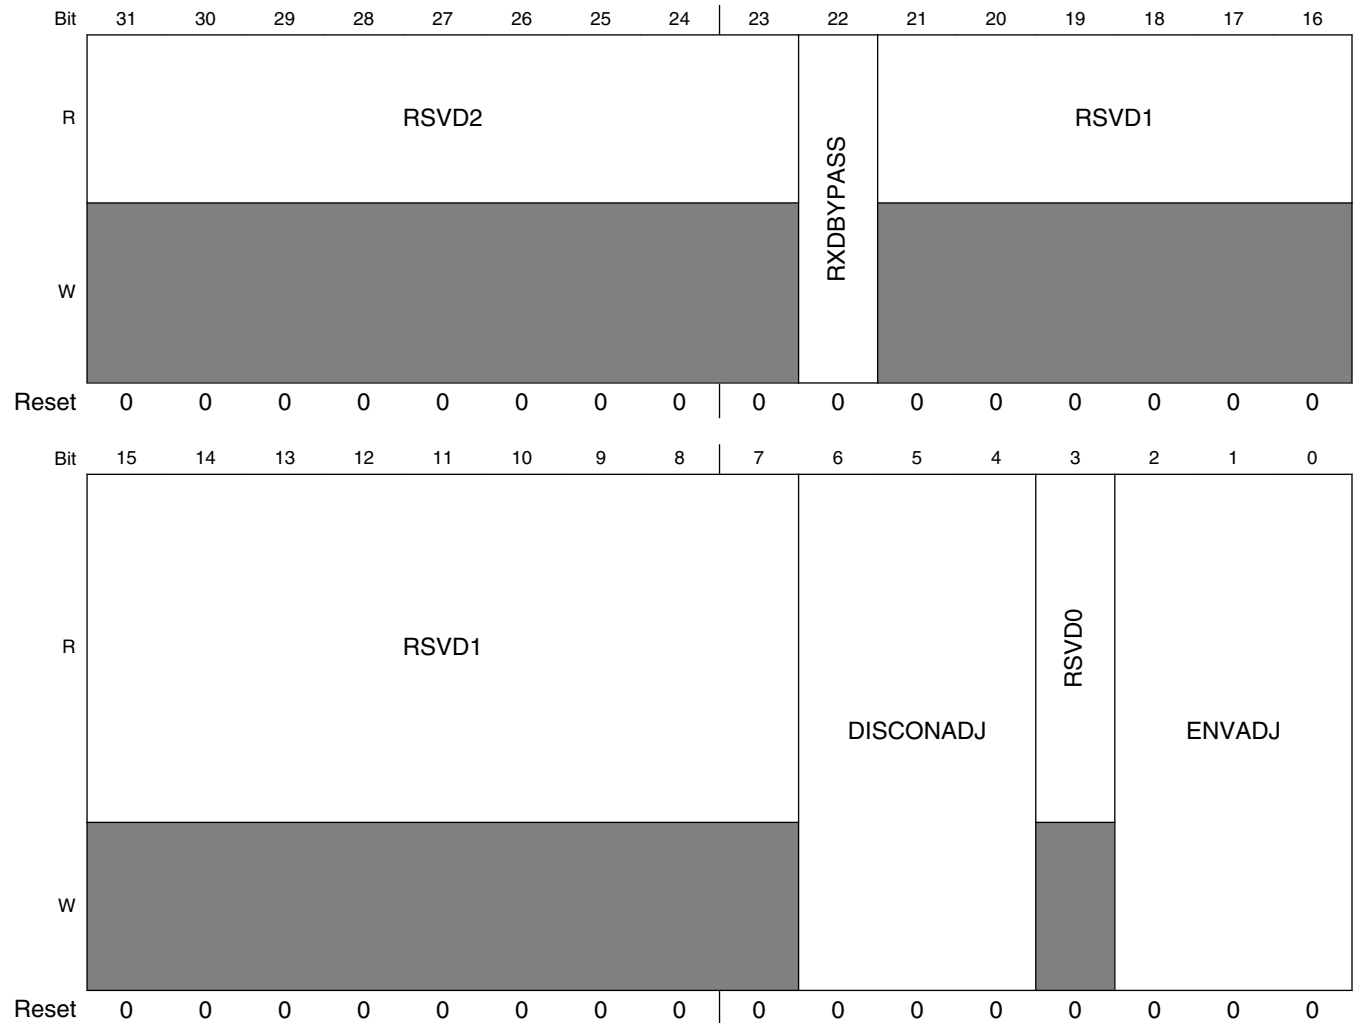 Bit 31 30 29 28 27 26 25 24 23 22 21 20 19 18 17 16
R RSVD2 RXDBYPASS RSVD1
W
Reset 0 0 0 0 0 0 0 0 0 0 0 0 0 0 0 0
Bit 15 14 13 12 11 10 9 8 7 6 5 4 3 2 1 0
R RSVD1 DISCONADJ RSVD0 ENVADJ
W
Reset 0 0 0 0 0 0 0 0 0 0 0 0 0 0 0 0